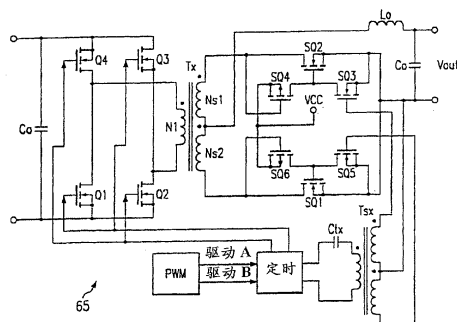 Lo
Q4
Q3
Tx
SQ2
Co
Vout
Ns1
SQ4
SQ3
VCC
Co
N1
Ns2
SQ6
SQ5
Q1
Q2
SQ1
Tsx
Ctx
驱动 A
PWM
驱动 B
定时
65